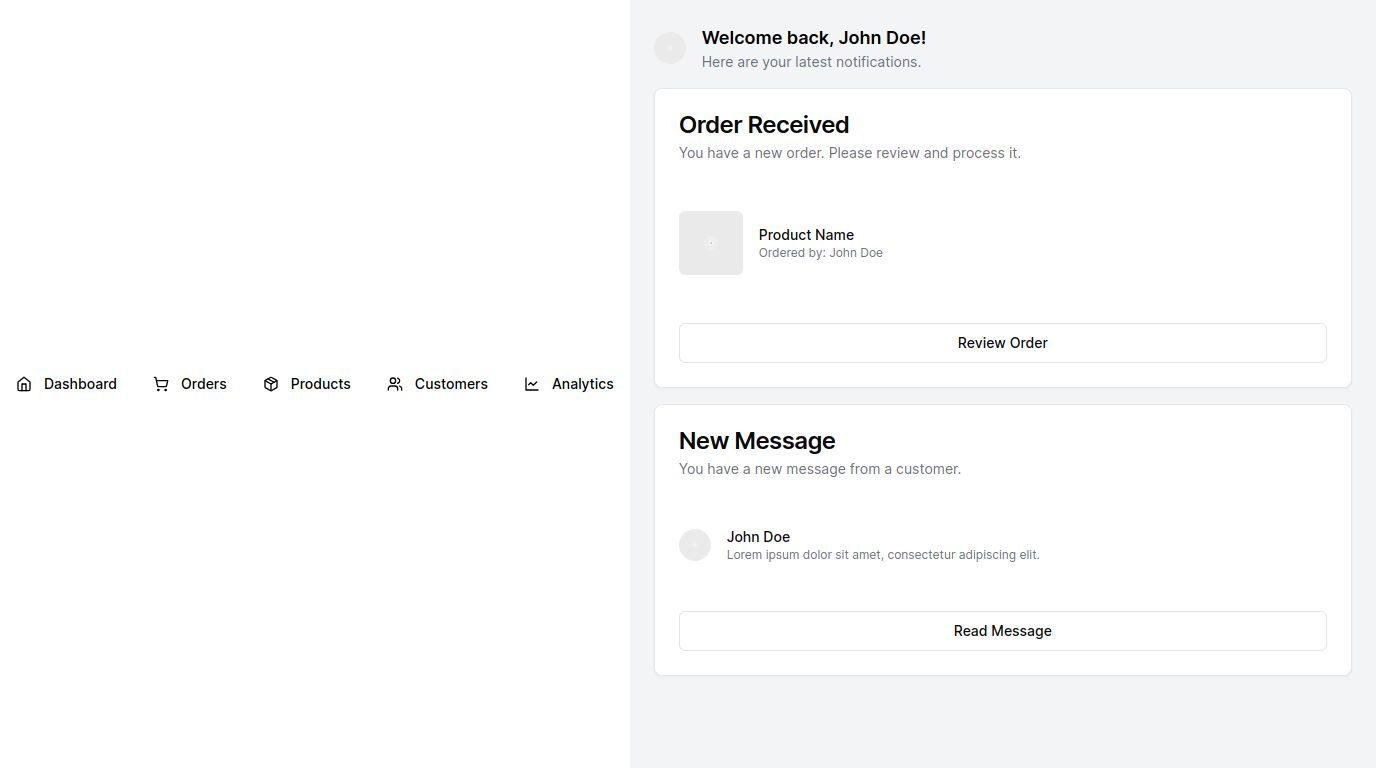 Dashboard Orders Products Customers Analytics
Welcome back, John Doe!
Here are your latest notifications.
Order Received
You have a new order. Please review and process it.
Product Name
Ordered by: John Doe
Review Order
New Message
You have a new message from a customer.
John Doe
Lorem ipsum dolor sit amet, consectetur adipiscing elit.
Read Message